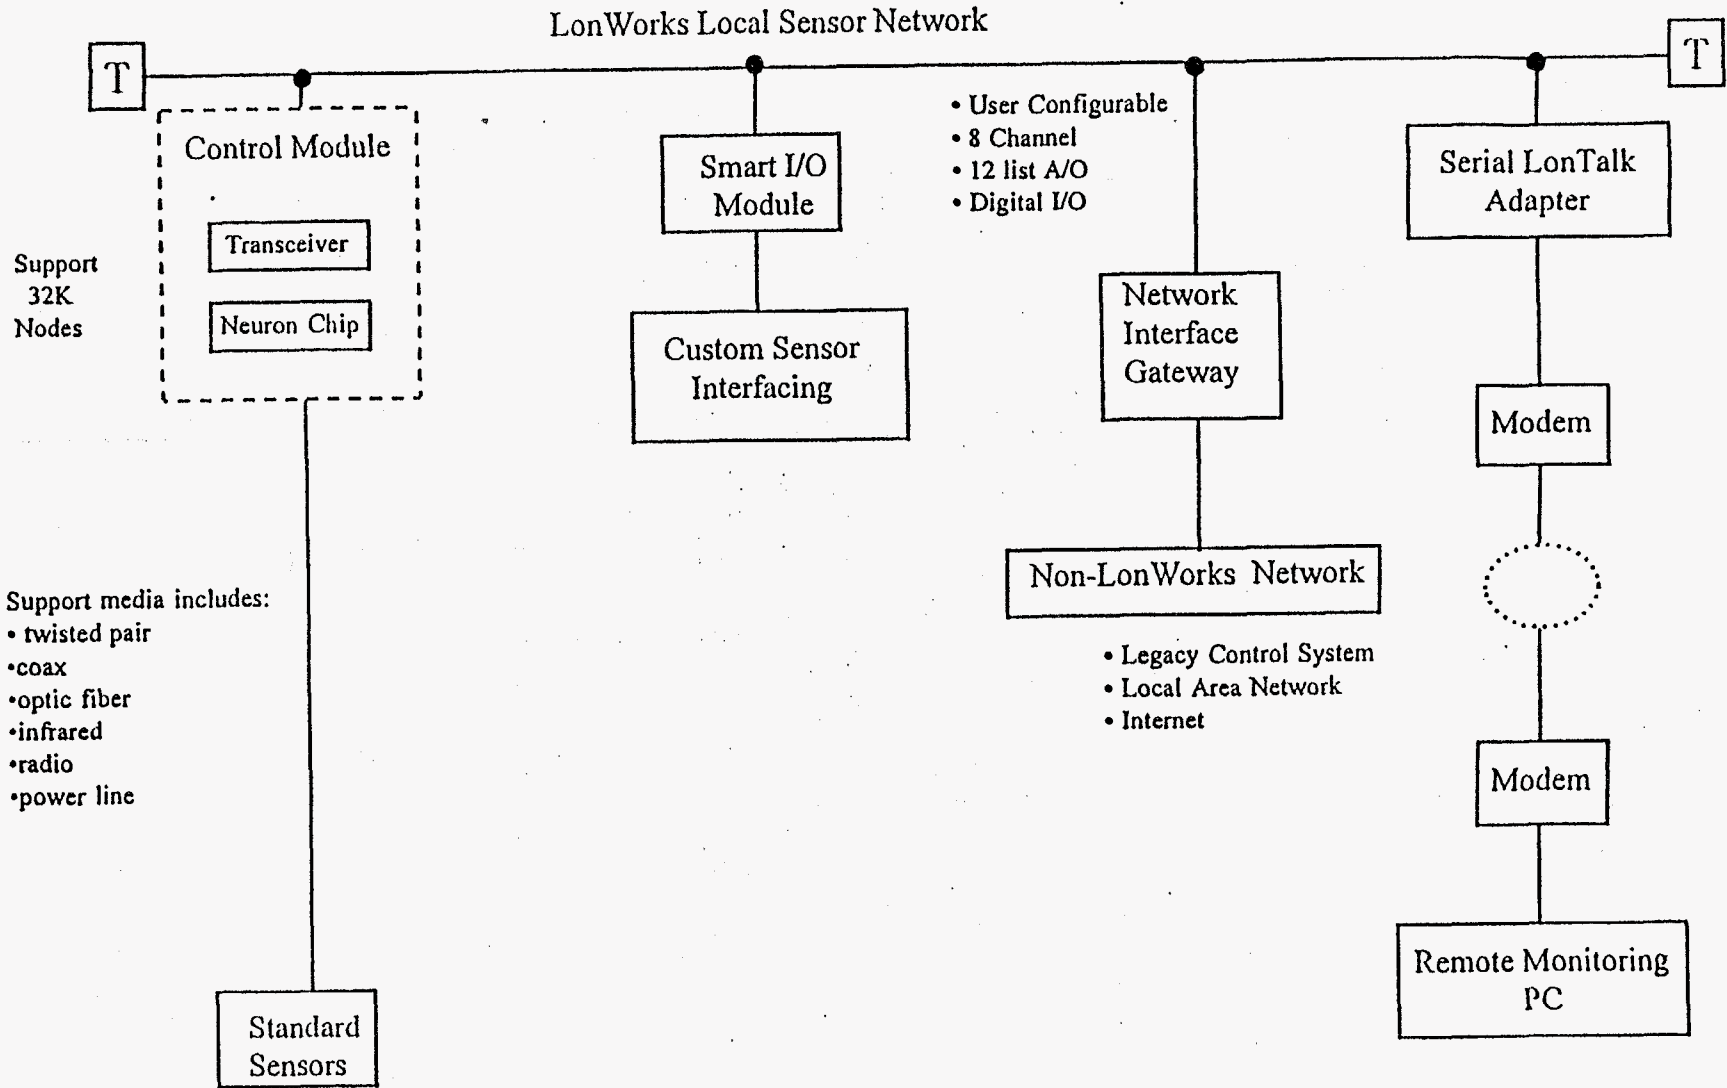 LonWorks Local Sensor Network
T
T
Control Module
Transceiver
Neuron Chip
Support
32K
Nodes
Support media includes:
• twisted pair
•coax
•optic fiber
•infrared
•radio
•power line
Standard
Sensors
Smart I/O
Module
Custom Sensor
Interfacing
• User Configurable
• 8 Channel
• 12 list A/O
• Digital I/O
Network
Interface
Gateway
Non-LonWorks Network
• Legacy Control System
• Local Area Network
• Internet
Serial LonTalk
Adapter
Modem
Modem
Remote Monitoring
PC